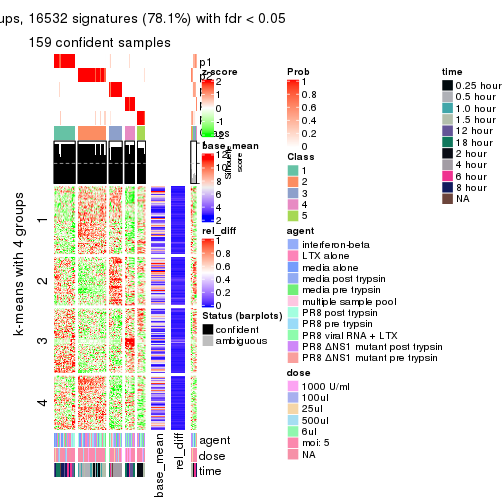 ups, 16532 signatures (78.1%) with fdr < 0.05
159 confident samples
p1
p2
z-score
2
1
0
-1
-2
Class
base_mean
12
2
Silhouette score
rel_diff
1
0.8
0.6
0.4
0.2
0
Status (barplots)
confident
ambiguous
k-means with 4 groups
1
2
3
4
agent
dose
time
base_mean
rel_diff
Prob
1
0.8
0.6
0.4
0.2
0
Class
1
2
3
4
5
agent
interferon-beta
LTX alone
media alone
media post trypsin
media pre trypsin
multiple sample pool
PR8 post trypsin
PR8 pre trypsin
PR8 viral RNA + LTX
PR8 ΔNS1 mutant post trypsin
PR8 ΔNS1 mutant pre trypsin
dose
1000 U/ml
100ul
25ul
500ul
6ul
moi: 5
NA
time
0.25 hour
0.5 hour
1.0 hour
1.5 hour
12 hour
18 hour
2 hour
4 hour
6 hour
8 hour
NA